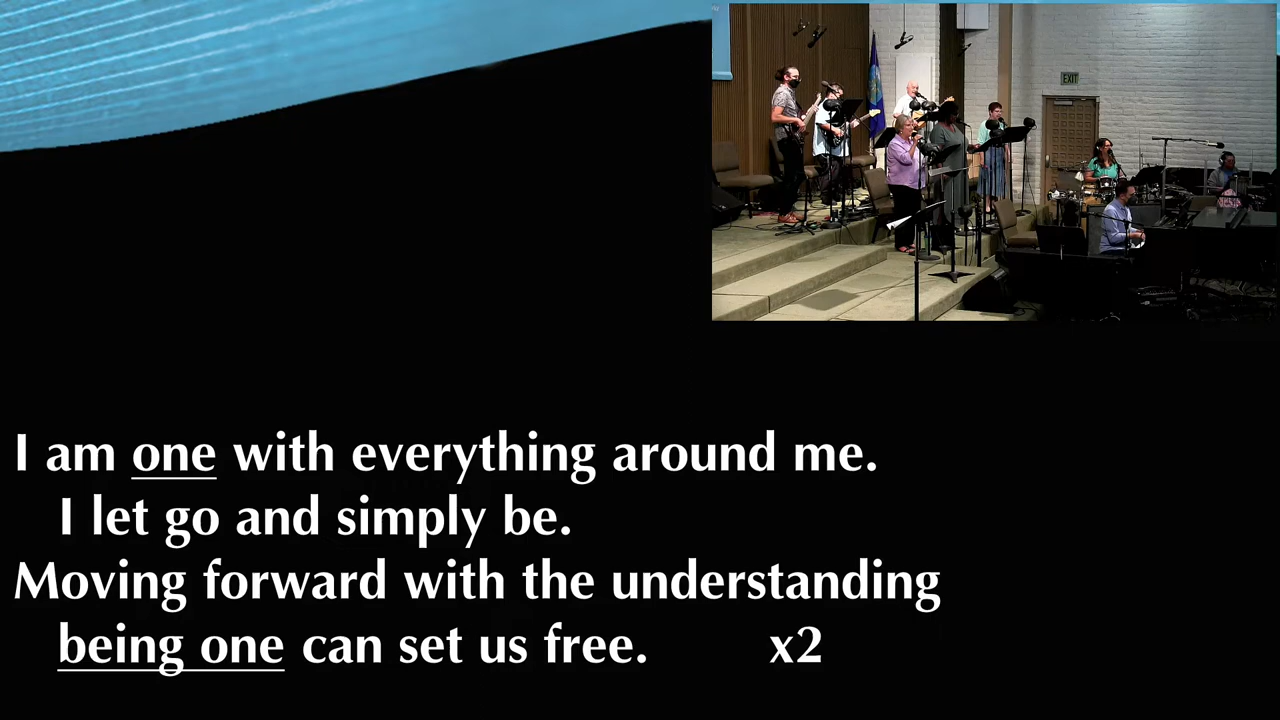 EXIT
I am one with everything around me.
I let go and simply be.
Moving forward with the understanding
being one can set us free. x2